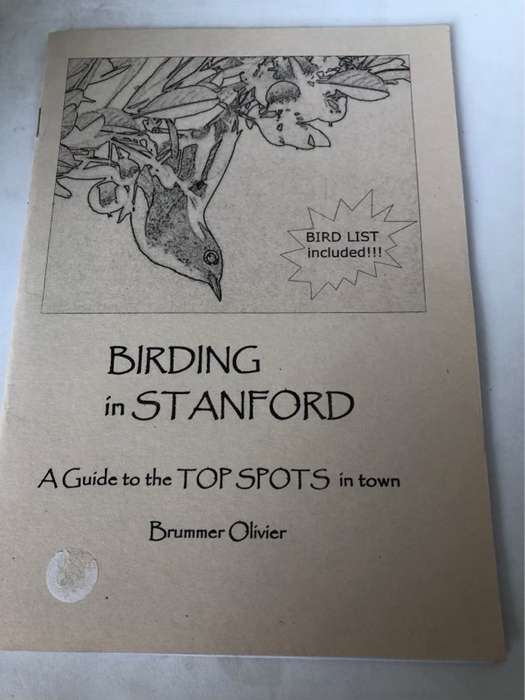 BIRD LIST
included!!!
BIRDING
in STANFORD
A Guide to the TOP SPOTS in town
Brummer Olivier